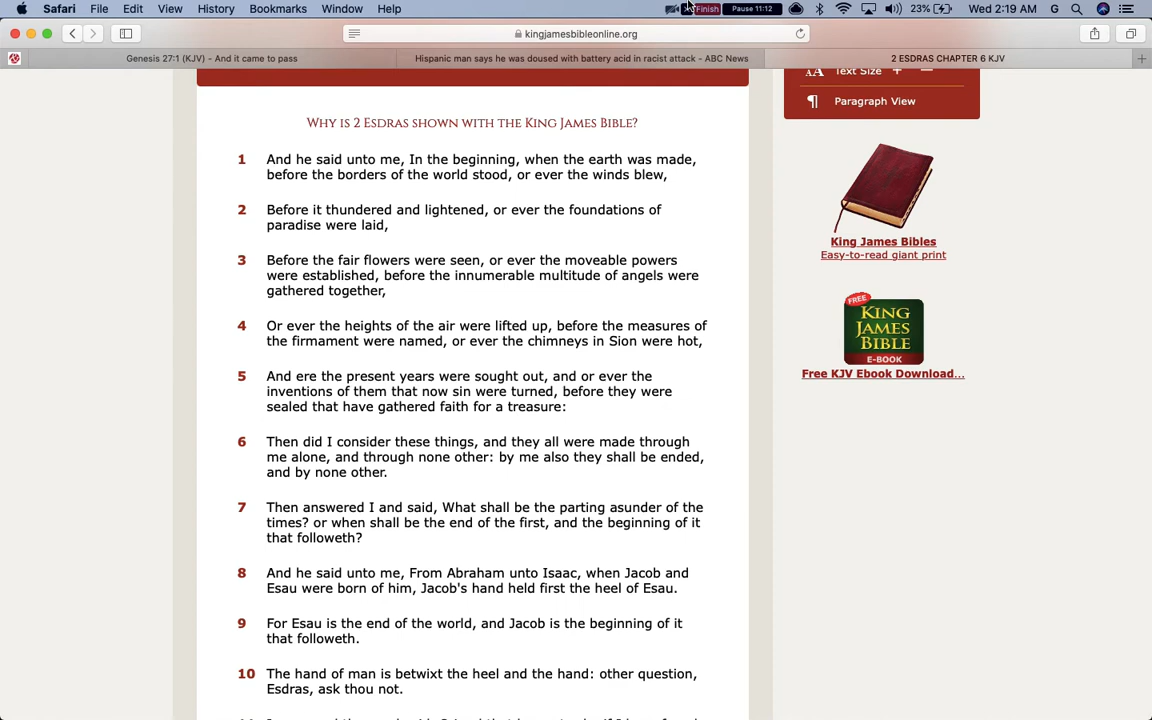 Safari File Edit View History Bookmarks Window Help Finish Pause 11:12 23% Wed 2:19 AM G
kingjamesbibleonline.org
Genesis 27:1 (KJV) - And it came to pass
Hispanic man says he was doused with battery acid in racist attack - ABC News
2 ESDRAS CHAPTER 6 KJV
AA Text Size + —
¶ Paragraph View
Why is 2 Esdras shown with the King James Bible?
1 And he said unto me, In the beginning, when the earth was made,
before the borders of the world stood, or ever the winds blew,
2 Before it thundered and lightened, or ever the foundations of
paradise were laid,
3 Before the fair flowers were seen, or ever the moveable powers
were established, before the innumerable multitude of angels were
gathered together,
4 Or ever the heights of the air were lifted up, before the measures of
the firmament were named, or ever the chimneys in Sion were hot,
5 And ere the present years were sought out, and or ever the
inventions of them that now sin were turned, before they were
sealed that have gathered faith for a treasure:
6 Then did I consider these things, and they all were made through
me alone, and through none other: by me also they shall be ended,
and by none other.
7 Then answered I and said, What shall be the parting asunder of the
times? or when shall be the end of the first, and the beginning of it
that followeth?
8 And he said unto me, From Abraham unto Isaac, when Jacob and
Esau were born of him, Jacob's hand held first the heel of Esau.
9 For Esau is the end of the world, and Jacob is the beginning of it
that followeth.
10 The hand of man is betwixt the heel and the hand: other question,
Esdras, ask thou not.
King James Bibles
Easy-to-read giant print
FREE
KING
JAMES
BIBLE
E-BOOK
Free KJV Ebook Download...